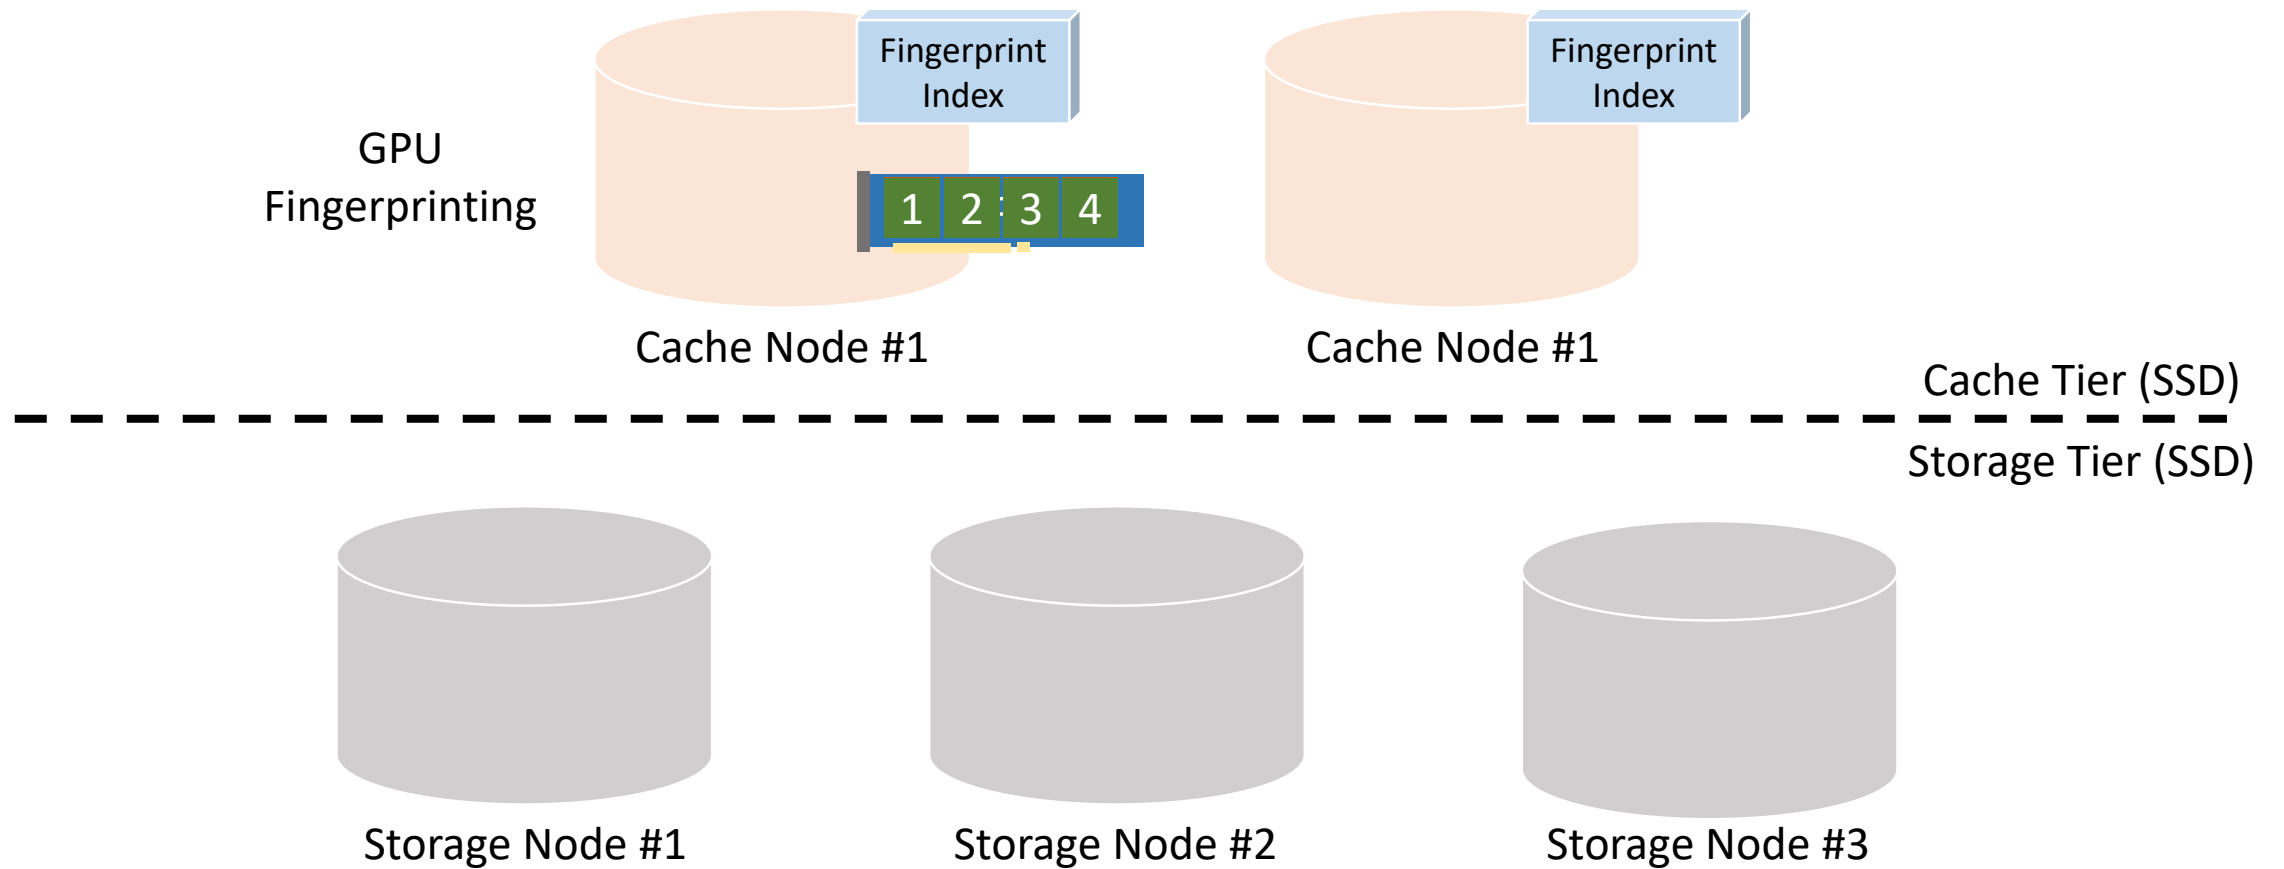 Fingerprint
Index
Fingerprint
Index
GPU
Fingerprinting
1 2 : 3 4
Cache Node #1
Cache Node #1
Cache Tier (SSD)
Storage Tier (SSD)
Storage Node #1
Storage Node #2
Storage Node #3